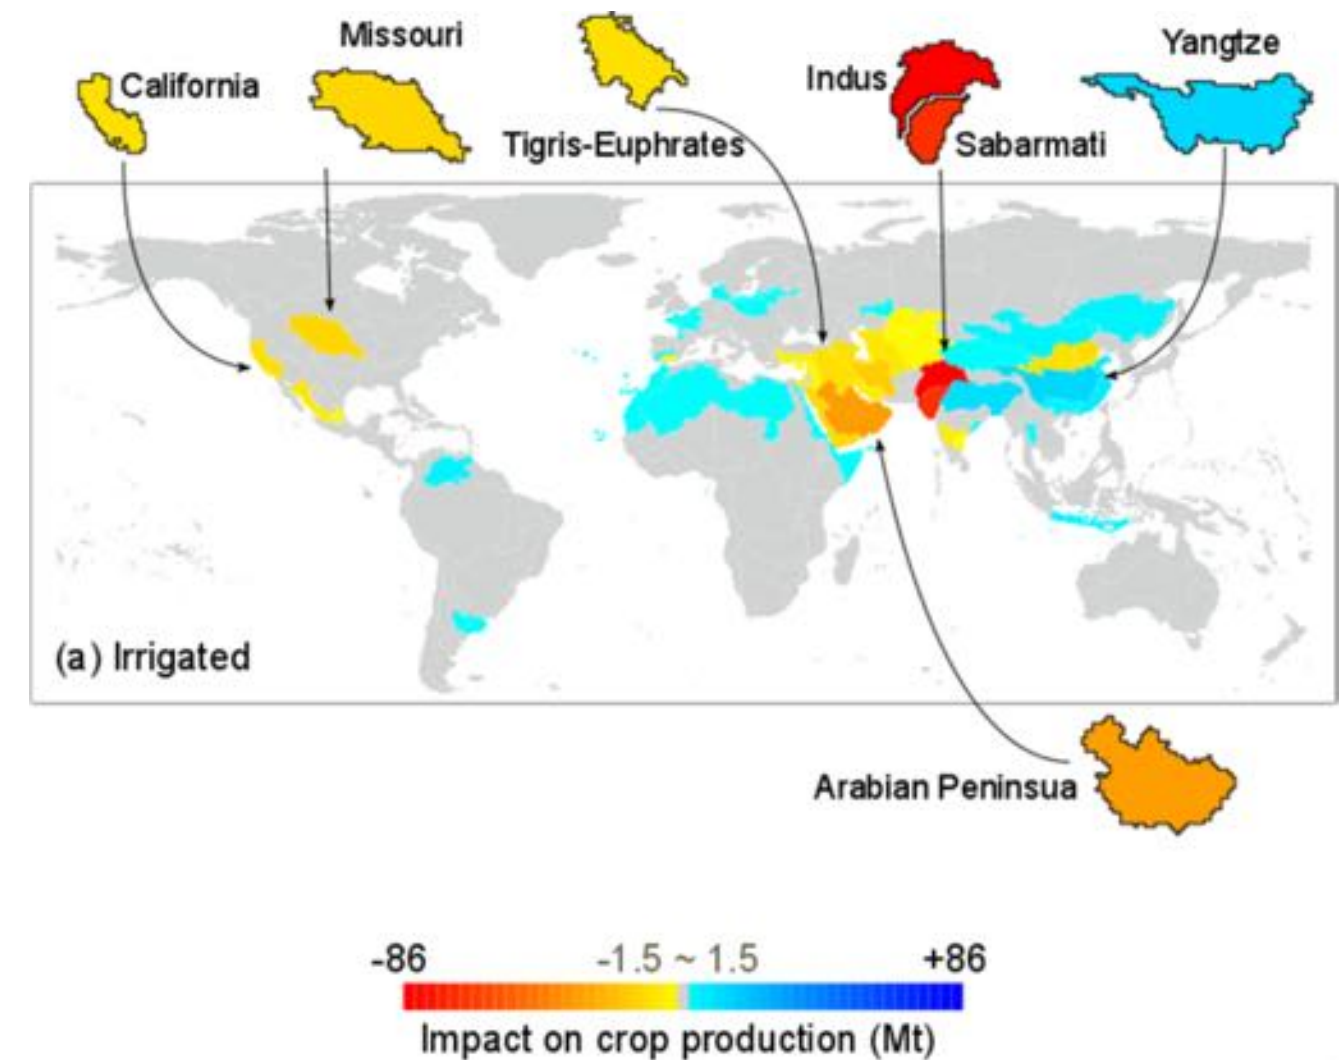 Missouri
California
Tigris-Euphrates
Indus
Sabarmati
Yangtze
(a) Irrigated
Arabian Peninsua
-86
-1.5 ~ 1.5
+86
Impact on crop production (Mt)